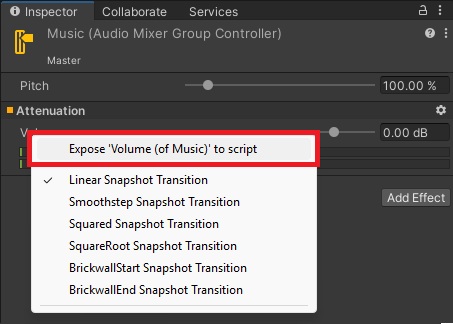 Inspector
Collaborate
Services
Music (Audio Mixer Group Controller)
Master
Pitch
100.00 %
Attenuation
0.00 dB
Expose 'Volume (of Music)' to script
Linear Snapshot Transition
Smoothstep Snapshot Transition
Squared Snapshot Transition
SquareRoot Snapshot Transition
BrickwallStart Snapshot Transition
BrickwallEnd Snapshot Transition
Add Effect